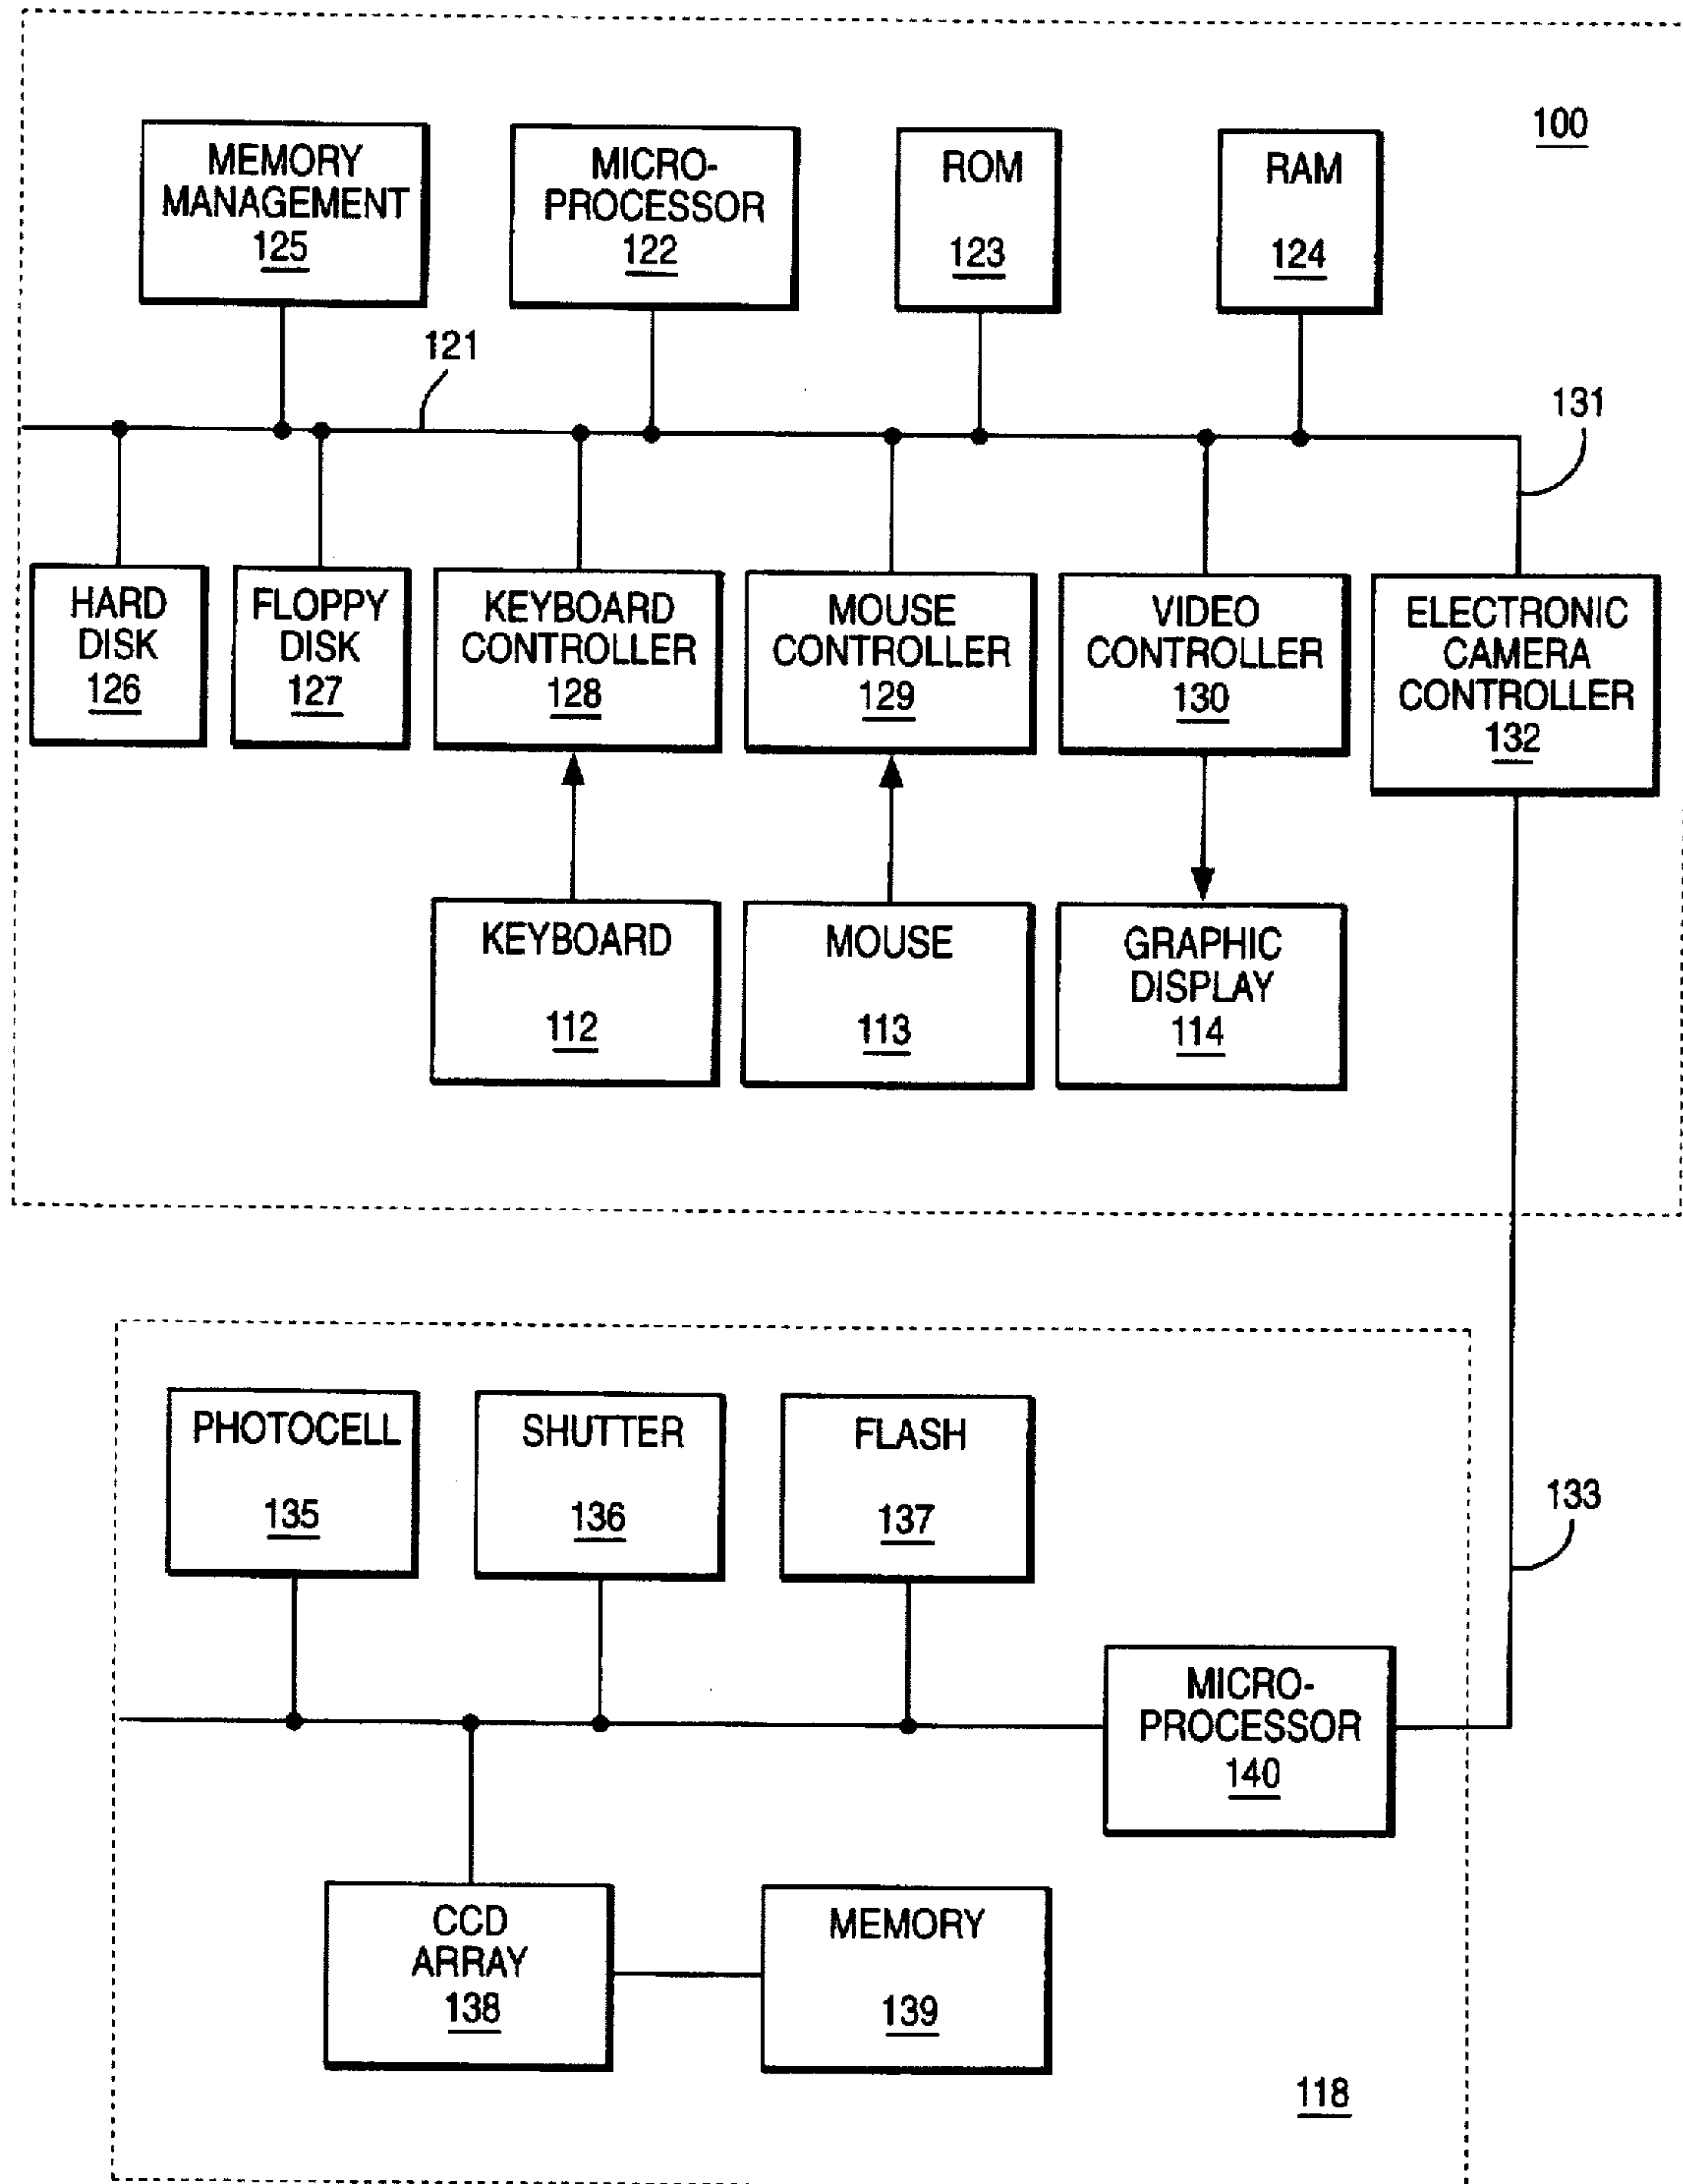 100
MEMORY
MANAGEMENT
125
MICRO-
PROCESSOR
122
ROM
123
RAM
124
121
131
HARD
DISK
126
FLOPPY
DISK
127
KEYBOARD
CONTROLLER
128
MOUSE
CONTROLLER
129
VIDEO
CONTROLLER
130
ELECTRONIC
CAMERA
CONTROLLER
132
KEYBOARD
112
MOUSE
113
GRAPHIC
DISPLAY
114
PHOTOCELL
135
SHUTTER
136
FLASH
137
133
MICRO-
PROCESSOR
140
CCD
ARRAY
138
MEMORY
139
118